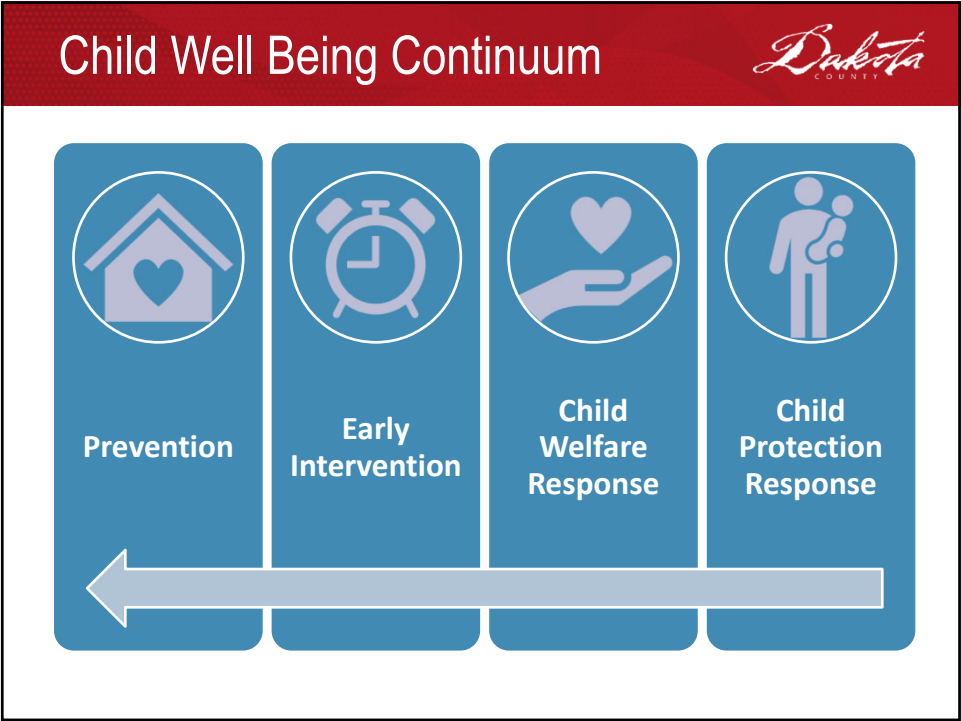 Child Well Being Continuum
Dakota
COUNTY
Prevention
Early
Intervention
Child
Welfare
Response
Child
Protection
Response